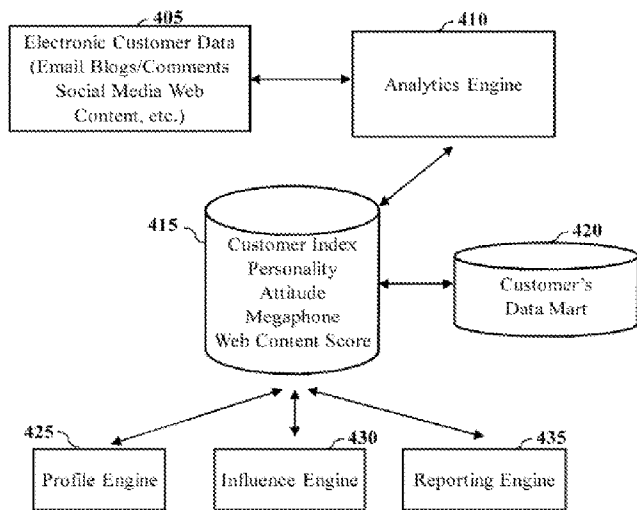 405
Electronic Customer Data
(Email Blogs/Comments
Social Media Web
Content, etc.)
410
Analytics Engine
415
Customer Index
Personality
Attitude
Megaphone
Web Content Score
420
Customer's
Data Mart
425
Profile Engine
430
Influence Engine
435
Reporting Engine